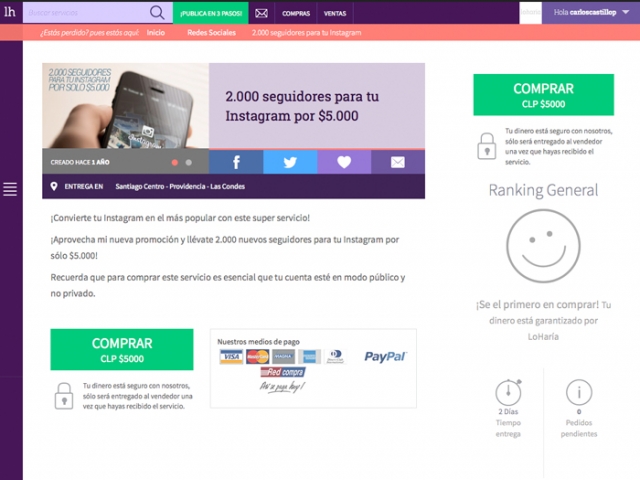 lh
Buscar servicios
¡PUBLICA EN 3 PASOS!
COMPRAS
VENTAS
Hola carloscastillop
¿Estás perdido? pues estás aquí:
Inicio
Redes Sociales
2.000 seguidores para tu Instagram
2.000 SEGUIDORES
PARA TU INSTAGRAM
POR SOLO $5.000
2.000 seguidores para tu
Instagram por $5.000
CREADO HACE 1 AÑO
ENTREGA EN
Santiago Centro - Providencia - Las Condes
¡Convierte tu Instagram en el más popular con este super servicio!
¡Aprovecha mi nueva promoción y llévate 2.000 nuevos seguidores para tu Instagram por
sólo $5.000!
Recuerda que para comprar este servicio es esencial que tu cuenta esté en modo público y
no privado.
COMPRAR
CLP $5000
Tu dinero está seguro con nosotros,
sólo será entregado al vendedor
una vez que hayas recibido el
servicio.
Nuestros medios de pago
VISA
MasterCard
MAGNA
Diners Club
PayPal
Red compra
¡Así se paga hoy!
COMPRAR
CLP $5000
Tu dinero está seguro con nosotros,
sólo será entregado al vendedor
una vez que hayas recibido el
servicio.
Ranking General
¡Se el primero en comprar! Tu
dinero está garantizado por
LoHaría
2 Días
Tiempo
entrega
0
Pedidos
pendientes